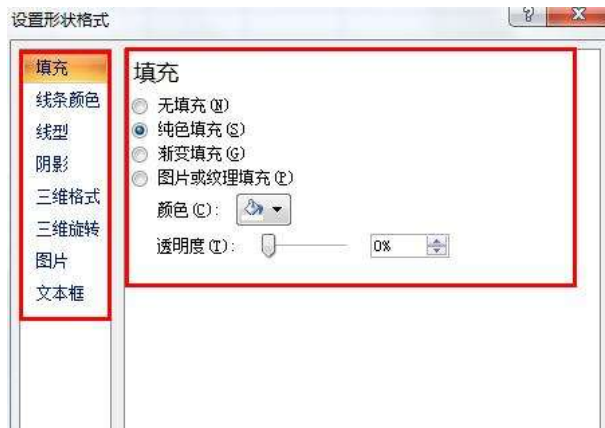 设置形状格式
填充
线条颜色
线型
阴影
三维格式
三维旋转
图片
文本框
填充
无填充(N)
纯色填充(S)
渐变填充(G)
图片或纹理填充(P)
颜色(C):
透明度(T): 0%